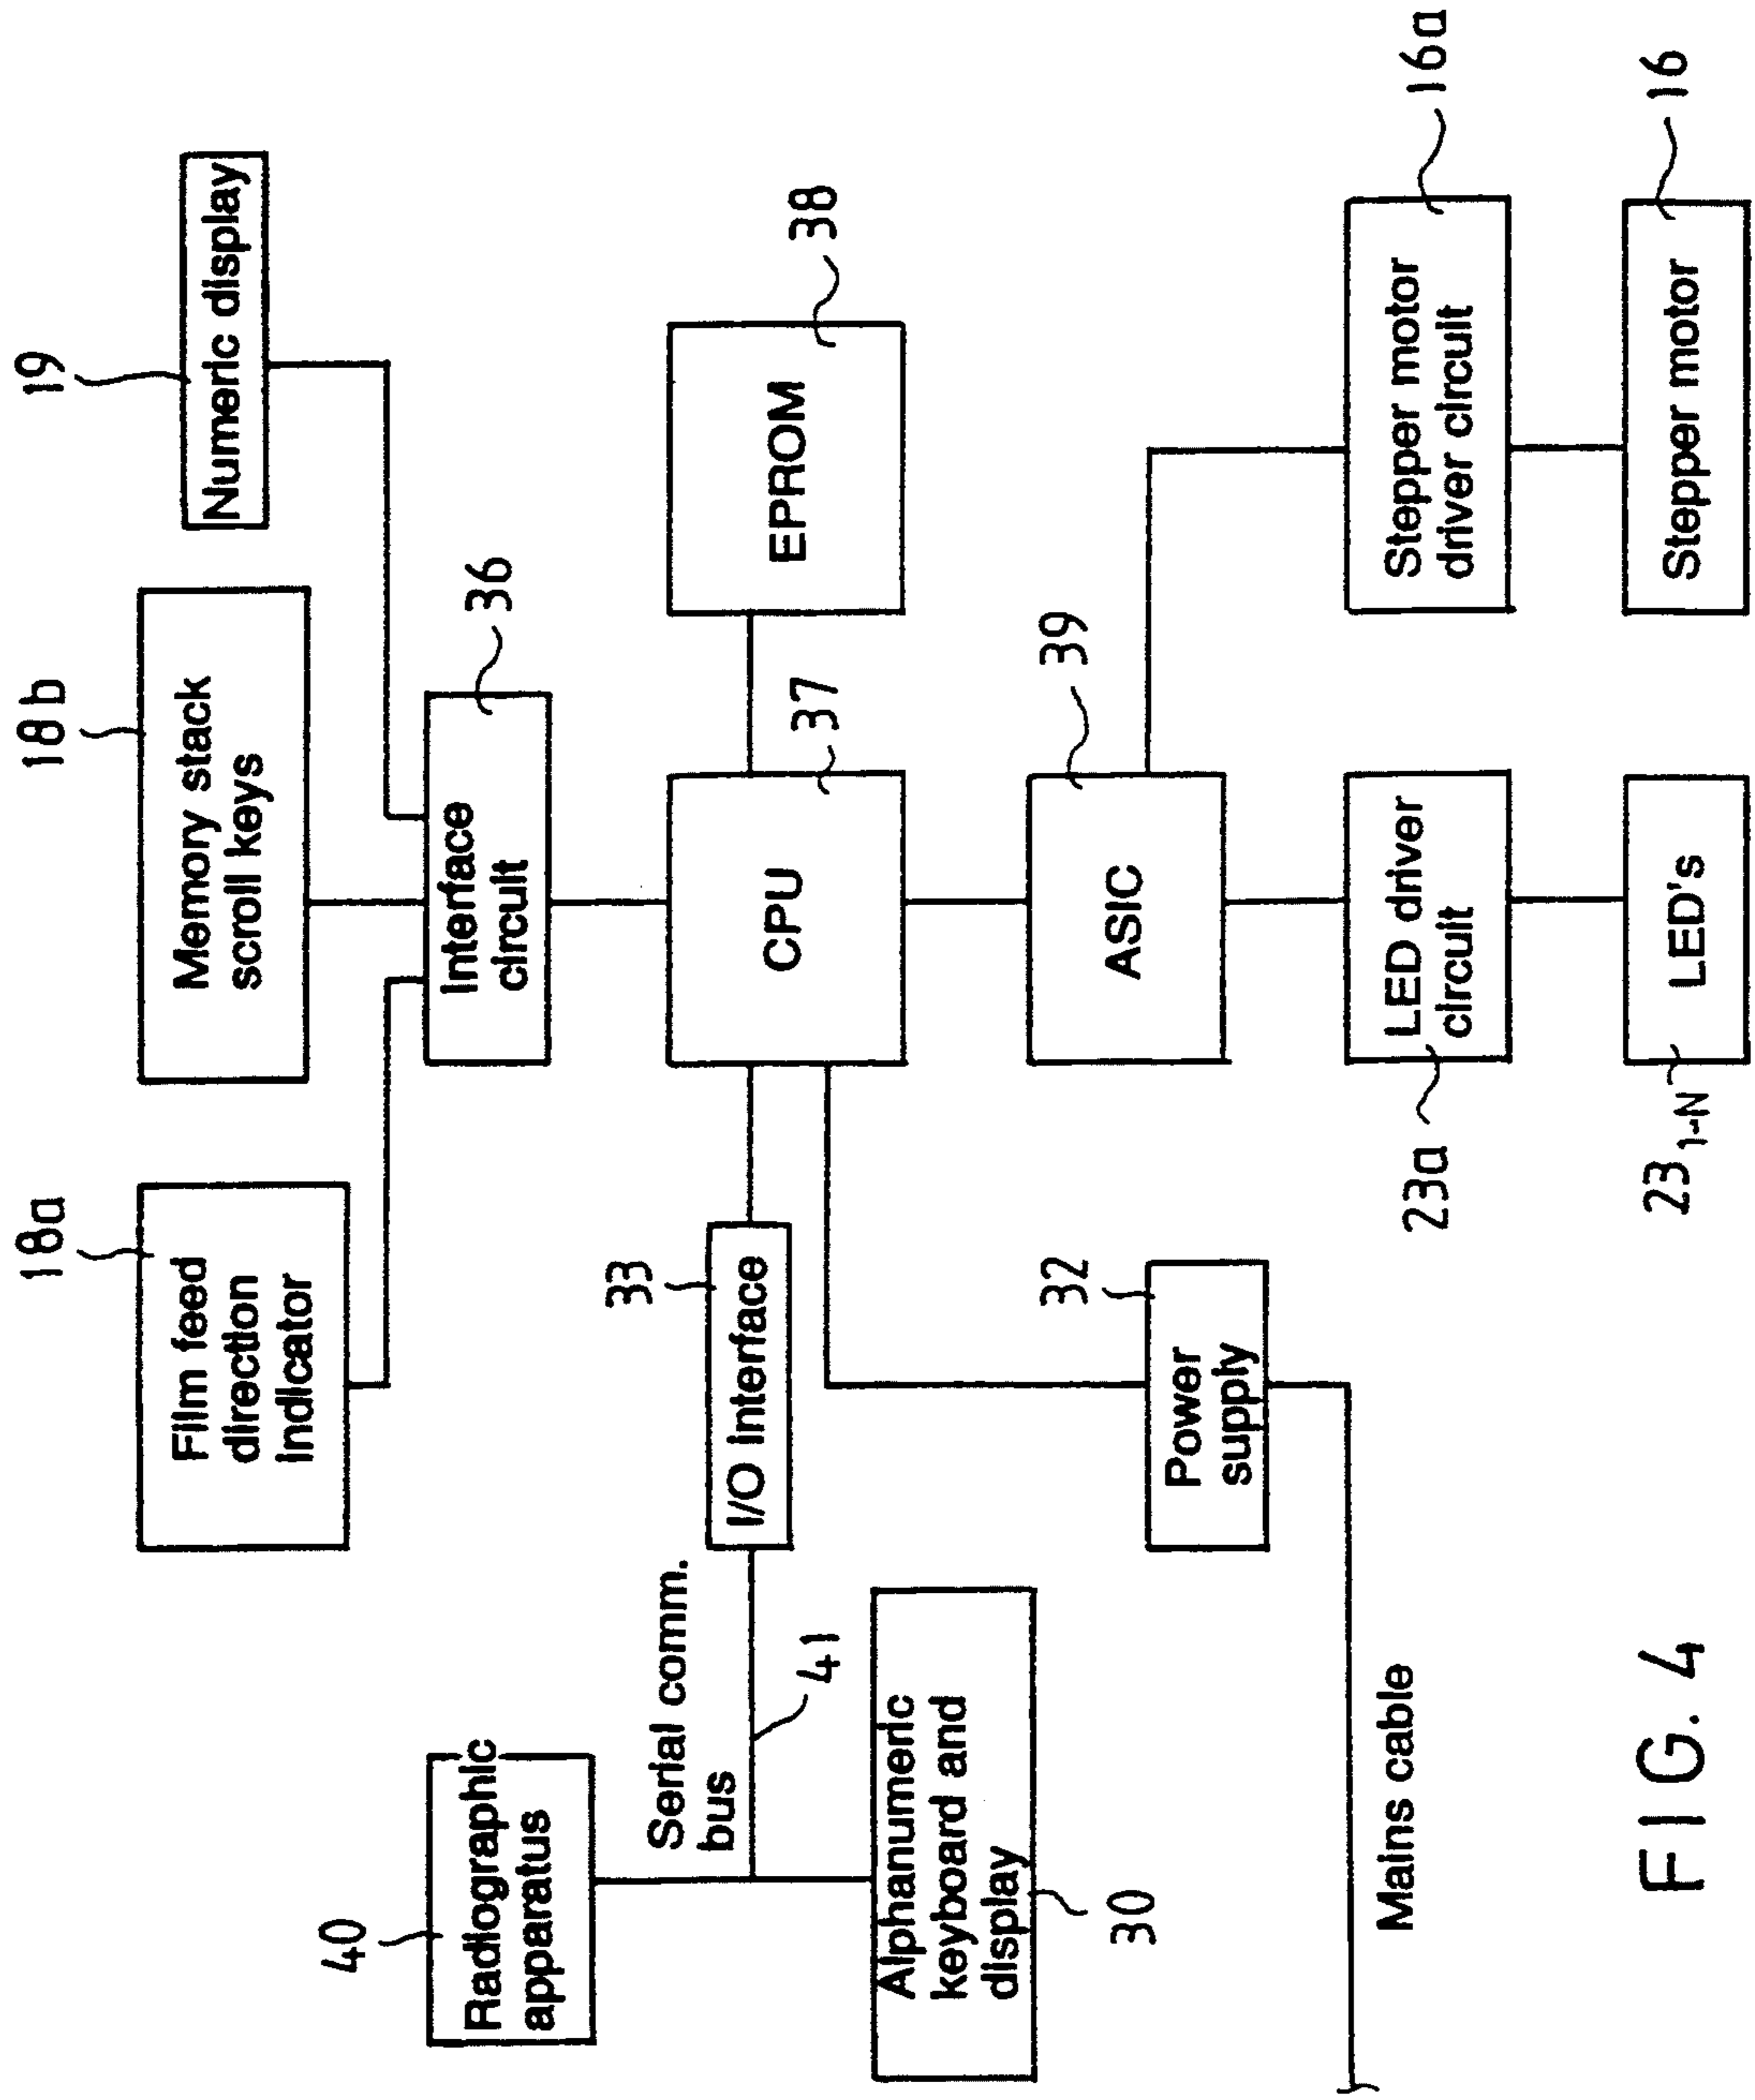 18a
Film feed
direction
indicator
18b
Memory stack
scroll keys
19
Numeric display
40
Radiographic
apparatus
Interface
circuit
36
Serial comm.
bus
33
I/O interface
41
CPU
37
EPROM
38
Alphanumeric
keyboard and
display
30
32
Power
supply
ASIC
39
Mains cable
LED driver
circuit
23a
Stepper motor
driver circuit
16a
LED's
23 1-N
Stepper motor
16
FIG. 4